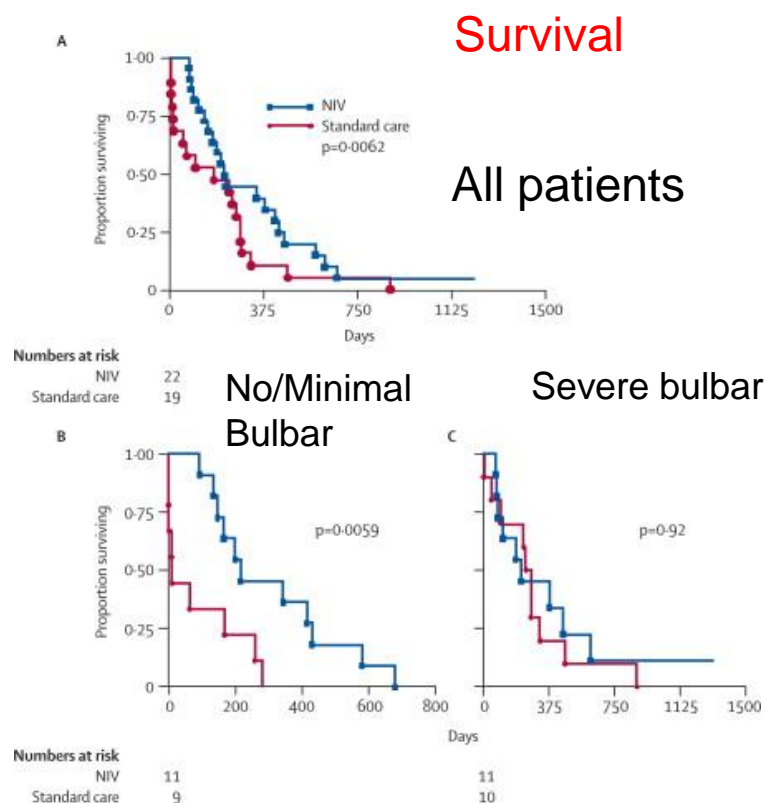 Survival
A
1·00
0·75
0·50
0·25
0
Proportion surviving
NIV
Standard care
p=0·0062
All patients
0 375 750 1125 1500
Days
Numbers at risk
NIV 22
Standard care 19
No/Minimal
Bulbar
Severe bulbar
B
1·00
0·75
0·50
0·25
0
Proportion surviving
p=0·0059
0 200 400 600 800
C
p=0·92
0 375 750 1125 1500
Days
Numbers at risk
NIV 11 11
Standard care 9 10